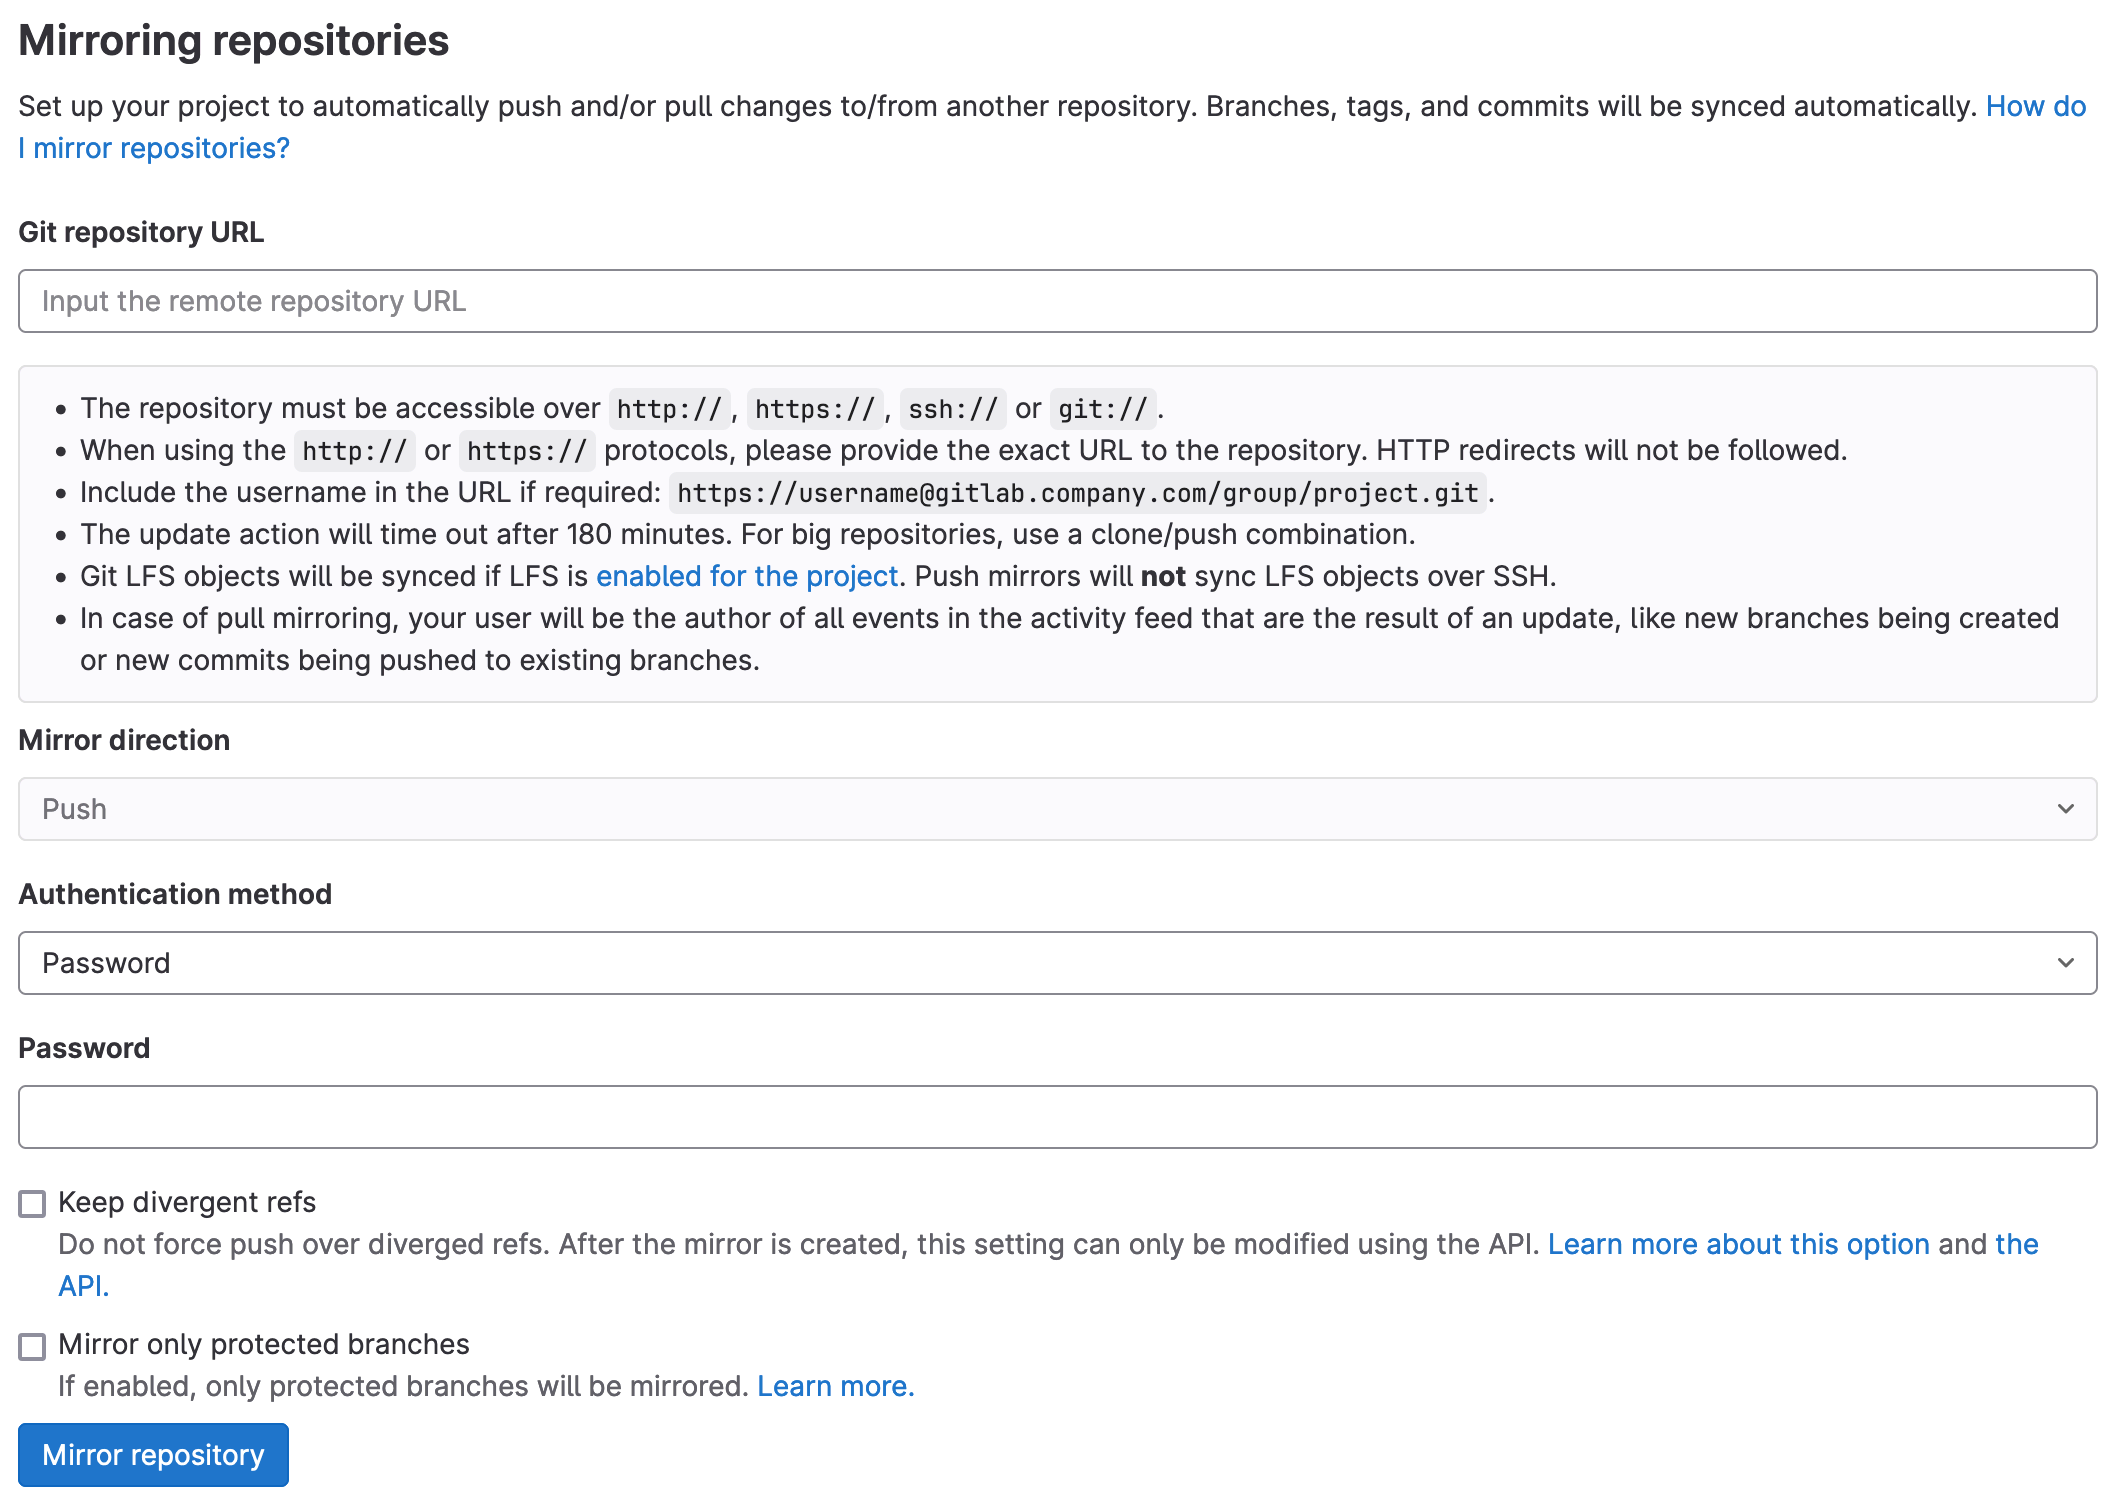 Mirroring repositories
Set up your project to automatically push and/or pull changes to/from another repository. Branches, tags, and commits will be synced automatically. How do
I mirror repositories?
Git repository URL
Input the remote repository URL
• The repository must be accessible over http://, https://, ssh:// or git://.
• When using the http:// or https:// protocols, please provide the exact URL to the repository. HTTP redirects will not be followed.
• Include the username in the URL if required: https://username@gitlab.company.com/group/project.git.
• The update action will time out after 180 minutes. For big repositories, use a clone/push combination.
• Git LFS objects will be synced if LFS is enabled for the project. Push mirrors will not sync LFS objects over SSH.
• In case of pull mirroring, your user will be the author of all events in the activity feed that are the result of an update, like new branches being created
or new commits being pushed to existing branches.
Mirror direction
Push
Authentication method
Password
Password
Keep divergent refs
Do not force push over diverged refs. After the mirror is created, this setting can only be modified using the API. Learn more about this option and the
API.
Mirror only protected branches
If enabled, only protected branches will be mirrored. Learn more.
Mirror repository